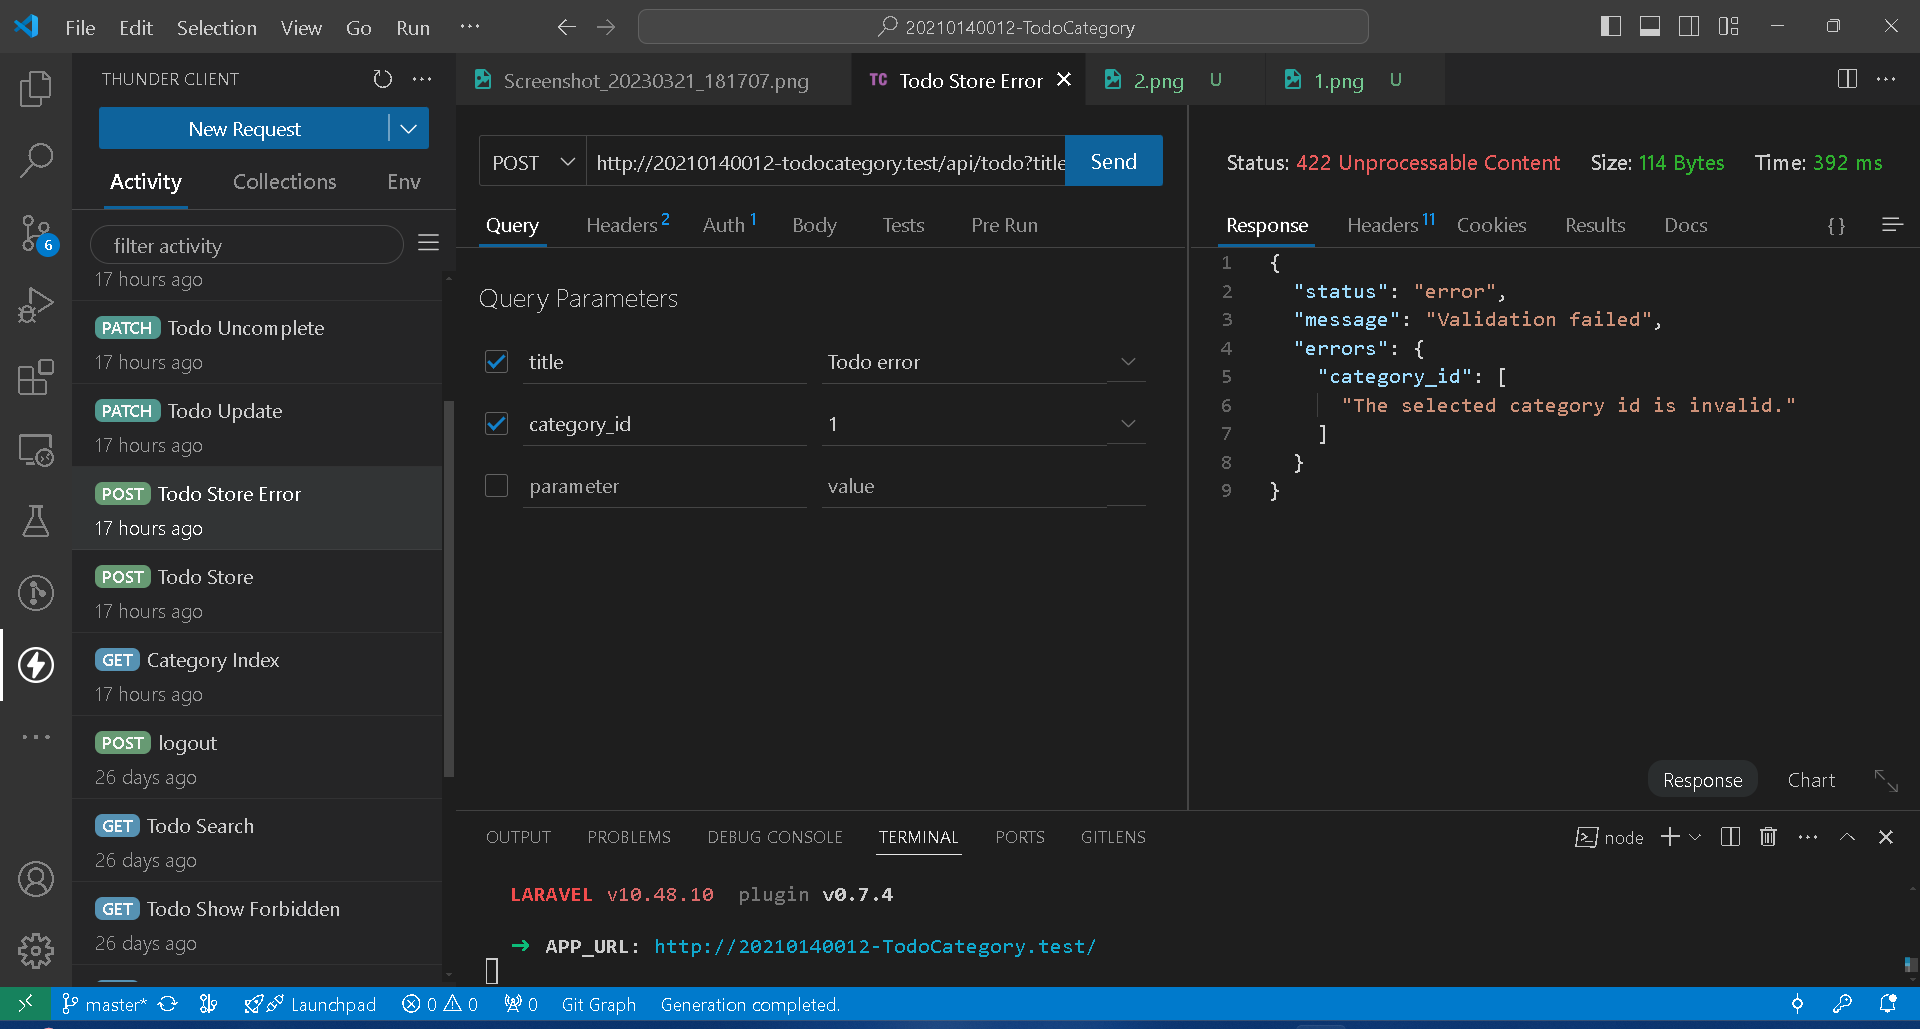 File Edit Selection View Go Run ··· 20210140012-TodoCategory
THUNDER CLIENT
New Request
Activity Collections Env
filter activity
17 hours ago
PATCH Todo Uncomplete
17 hours ago
PATCH Todo Update
17 hours ago
POST Todo Store Error
17 hours ago
POST Todo Store
17 hours ago
GET Category Index
17 hours ago
POST logout
26 days ago
GET Todo Search
26 days ago
GET Todo Show Forbidden
26 days ago
6
Screenshot_20230321_181707.png TC Todo Store Error 2.png U 1.png U
POST http://20210140012-todocategory.test/api/todo?title Send
Query Headers 2 Auth 1 Body Tests Pre Run
Query Parameters
title Todo error
category_id 1
parameter value
Status: 422 Unprocessable Content Size: 114 Bytes Time: 392 ms
Response Headers 11 Cookies Results Docs {}
1 {
2 "status": "error",
3 "message": "Validation failed",
4 "errors": {
5 "category_id": [
6 "The selected category id is invalid."
7 ]
8 }
9 }
Response Chart
OUTPUT PROBLEMS DEBUG CONSOLE TERMINAL PORTS GITLENS node
LARAVEL v10.48.10 plugin v0.7.4
➜ APP_URL: http://20210140012-TodoCategory.test/
master* Launchpad 0 0 0 Git Graph Generation completed.